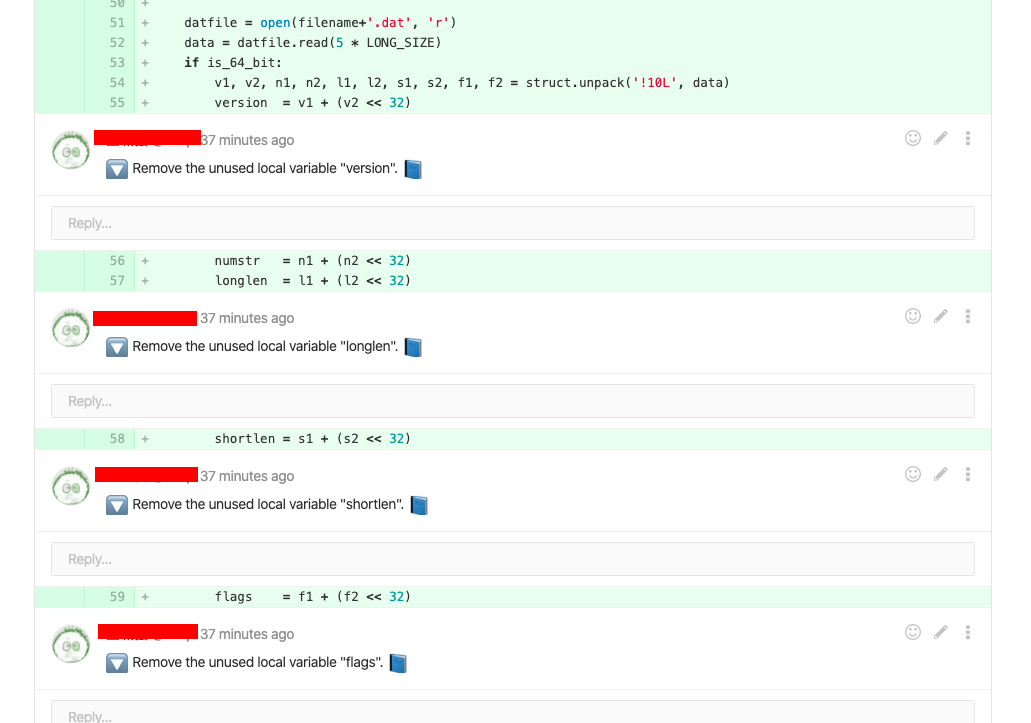 50 +
51 + datfile = open(filename+'.dat', 'r')
52 + data = datfile.read(5 * LONG_SIZE)
53 + if is_64_bit:
54 + v1, v2, n1, n2, l1, l2, s1, s2, f1, f2 = struct.unpack('!10L', data)
55 + version = v1 + (v2 << 32)
37 minutes ago
Remove the unused local variable "version".
Reply...
56 + numstr = n1 + (n2 << 32)
57 + longlen = l1 + (l2 << 32)
37 minutes ago
Remove the unused local variable "longlen".
Reply...
58 + shortlen = s1 + (s2 << 32)
37 minutes ago
Remove the unused local variable "shortlen".
Reply...
59 + flags = f1 + (f2 << 32)
37 minutes ago
Remove the unused local variable "flags".
Reply...